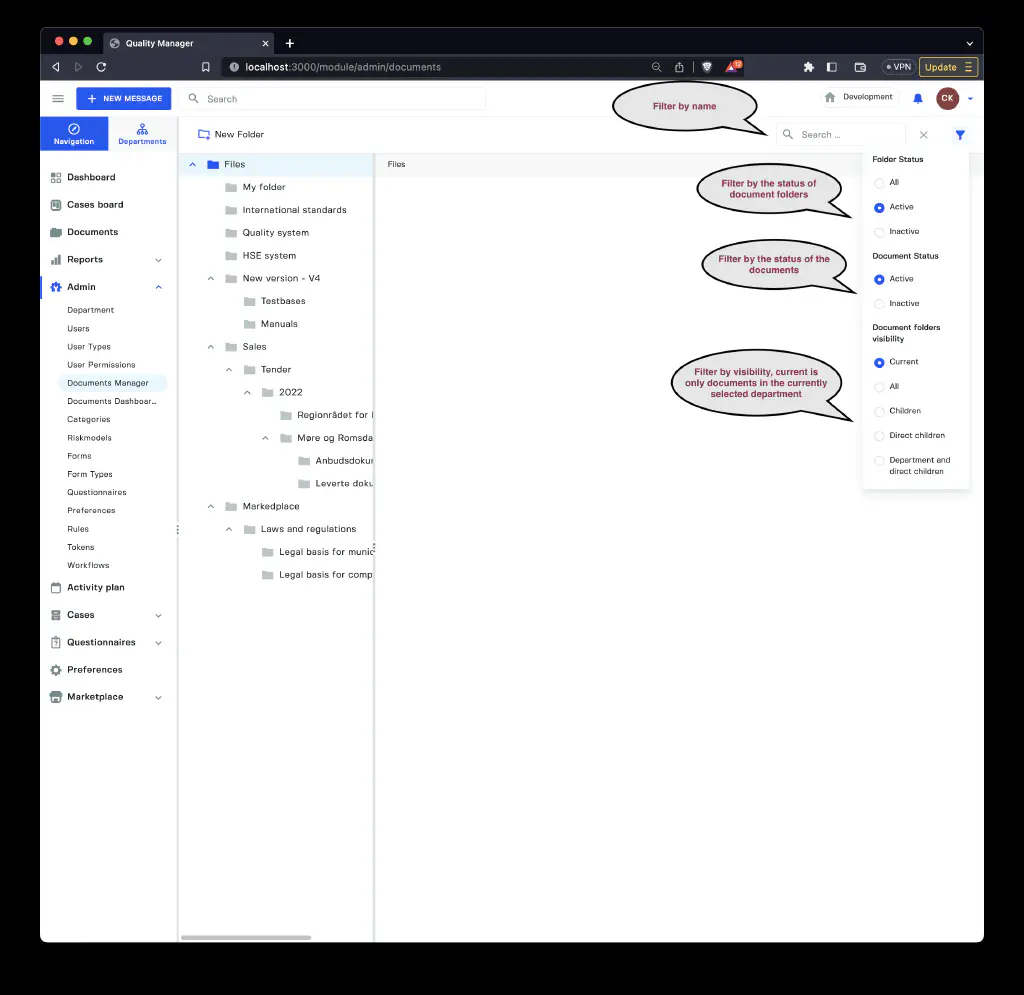 Quality Manager
localhost:3000/module/admin/documents
12
VPN
Update
NEW MESSAGE
Search
Filter by name
Development
CK
Navigation
Departments
New Folder
Search ...
Files
Files
Folder Status
All
Active
Inactive
Filter by the status of
document folders
Document Status
Active
Inactive
Filter by the status of the
documents
Document folders
visibility
Current
All
Children
Direct children
Department and
direct children
Filter by visibility, current is
only documents in the currently
selected department
Dashboard
Cases board
Documents
Reports
Admin
Department
Users
User Types
User Permissions
Documents Manager
Documents Dashboar...
Categories
Riskmodels
Forms
Form Types
Questionnaires
Preferences
Rules
Tokens
Workflows
Activity plan
Cases
Questionnaires
Preferences
Marketplace
My folder
International standards
Quality system
HSE system
New version - V4
Testbases
Manuals
Sales
Tender
2022
Regionrådet for
Møre og Romsda
Anbudsdokur
Leverte doku
Markedplace
Laws and regulations
Legal basis for munic
Legal basis for comp